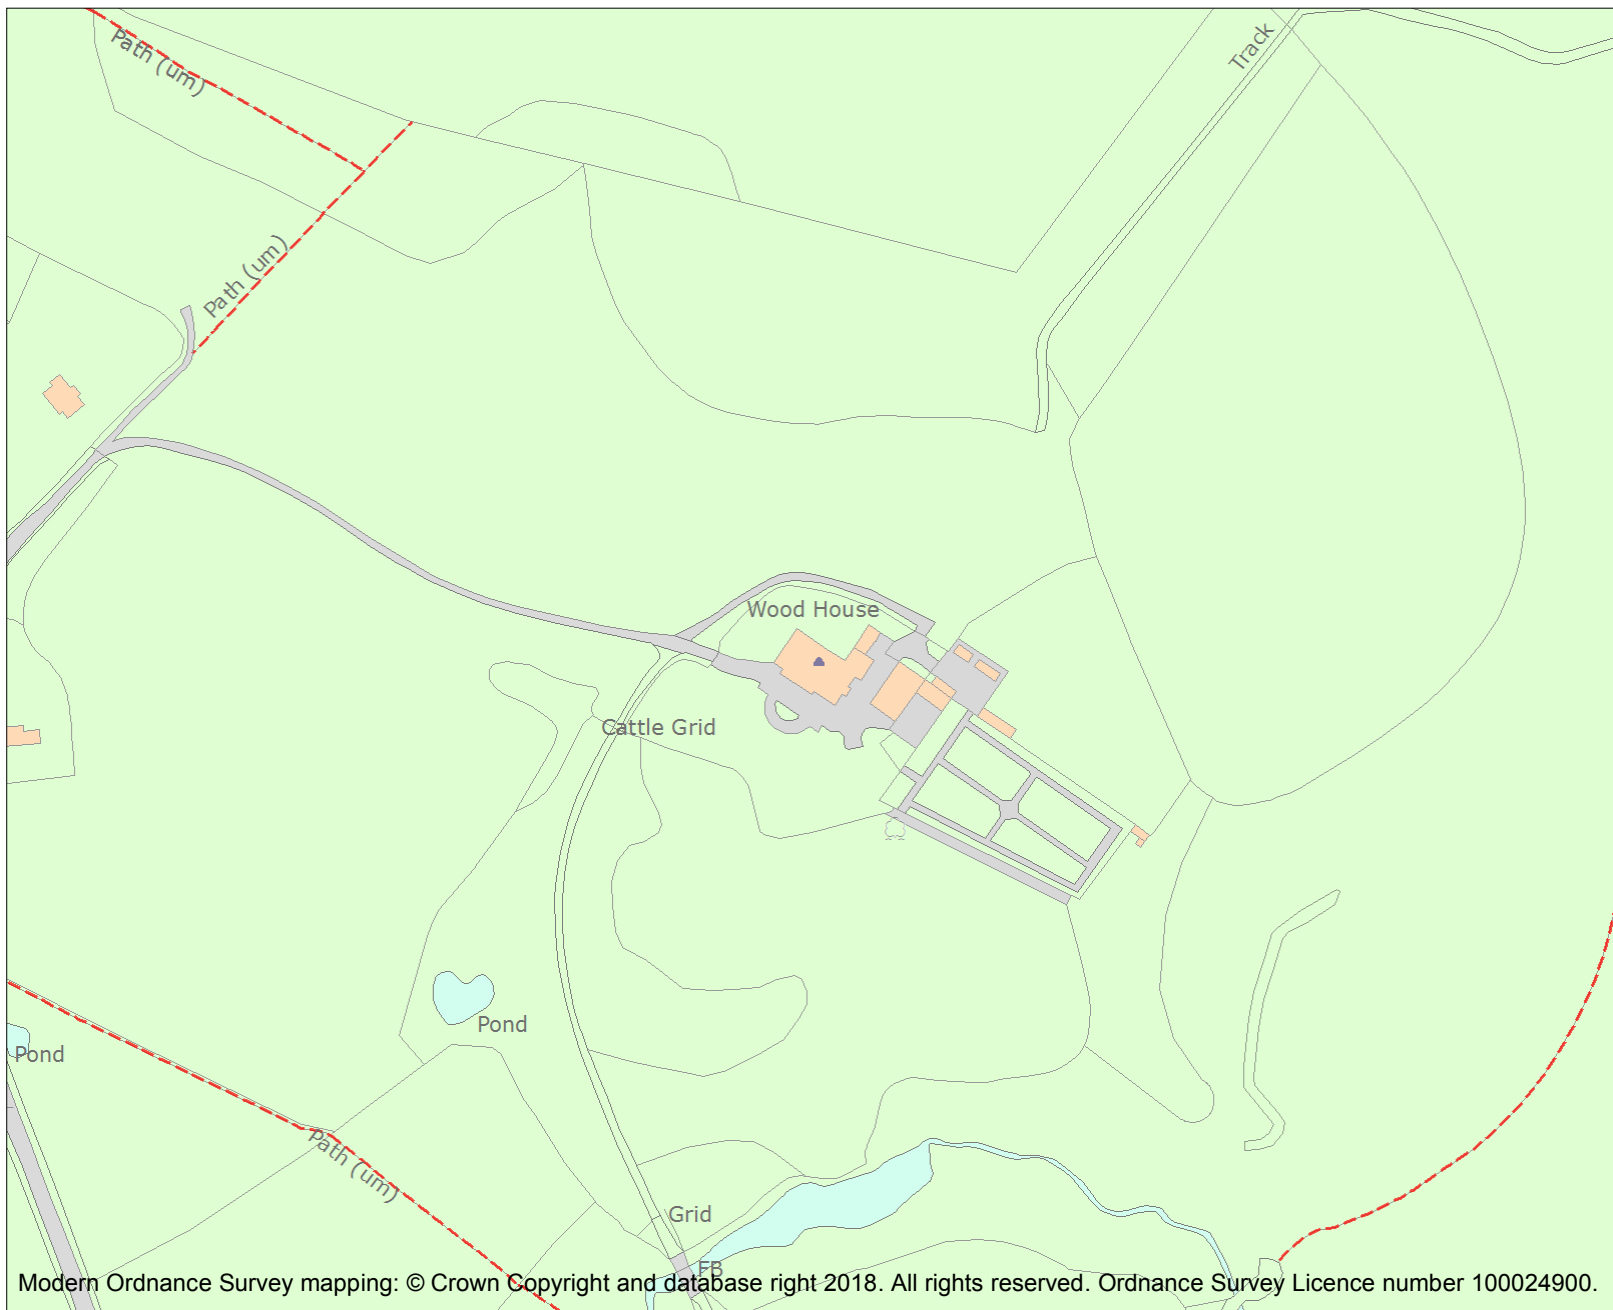 Path (um)
Track
Path (um)
Wood House
Cattle Grid
Pond
Pond
Path (um)
Grid
FB
Modern Ordnance Survey mapping: © Crown Copyright and database right 2018. All rights reserved. Ordnance Survey Licence number 100024900.